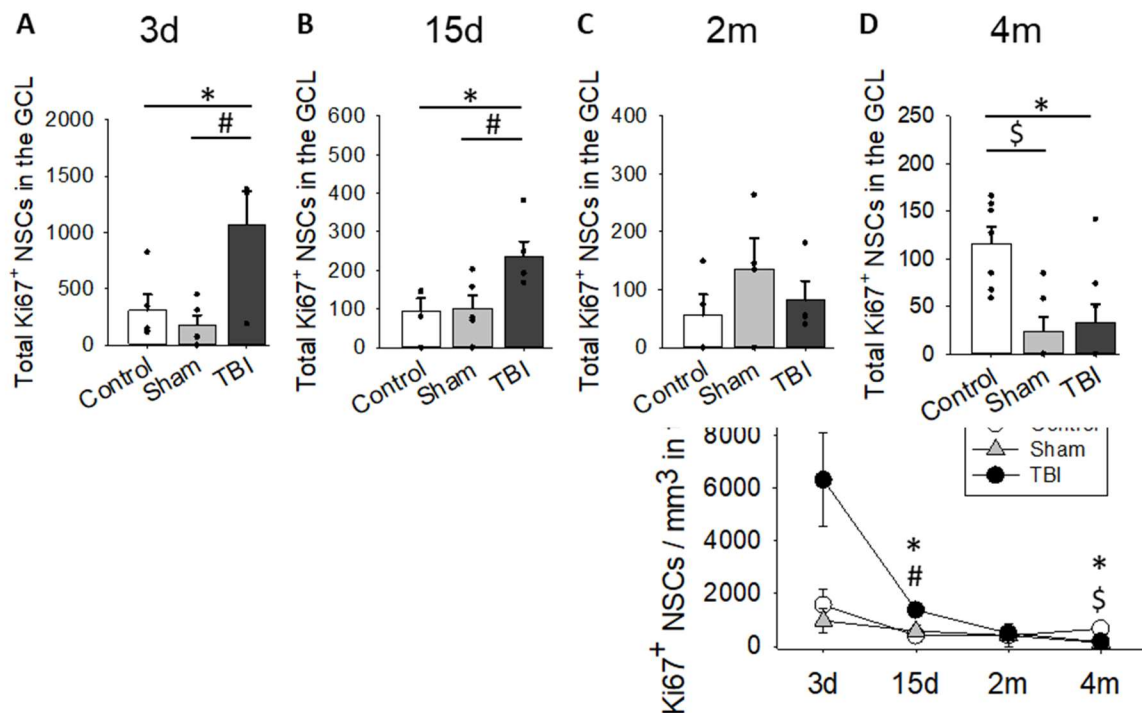 A 3d
B 15d
C 2m
D 4m
Total Ki67+ NSCs in the GCL
2000
1500
1000
500
0
*
#
Control
Sham
TBI
Total Ki67+ NSCs in the GCL
600
500
400
300
200
100
0
*
#
Control
Sham
TBI
Total Ki67+ NSCs in the GCL
400
300
200
100
0
Control
Sham
TBI
Total Ki67+ NSCs in the GCL
250
200
150
100
50
0
*
$
Control
Sham
TBI
Ki67+ NSCs / mm3 in
8000
6000
4000
2000
0
Sham
TBI
*
#
*
$
3d
15d
2m
4m